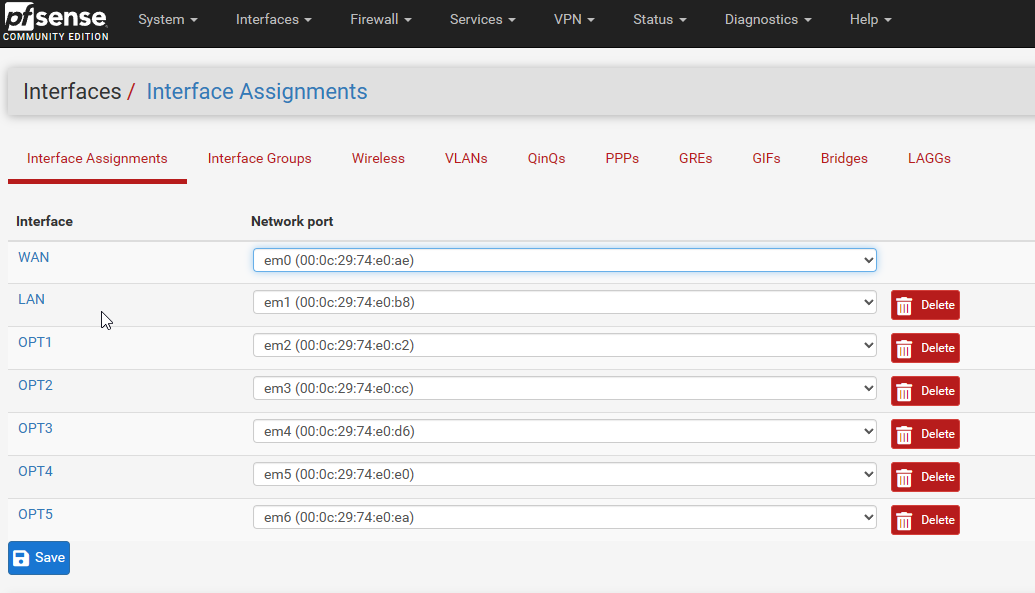 pfsense
COMMUNITY EDITION
System Interfaces Firewall Services VPN Status Diagnostics Help
Interfaces / Interface Assignments
Interface Assignments Interface Groups Wireless VLANs QinQs PPPs GREs GIFs Bridges LAGGs
Interface Network port
WAN em0 (00:0c:29:74:e0:ae)
LAN em1 (00:0c:29:74:e0:b8) Delete
OPT1 em2 (00:0c:29:74:e0:c2) Delete
OPT2 em3 (00:0c:29:74:e0:cc) Delete
OPT3 em4 (00:0c:29:74:e0:d6) Delete
OPT4 em5 (00:0c:29:74:e0:e0) Delete
OPT5 em6 (00:0c:29:74:e0:ea) Delete
Save